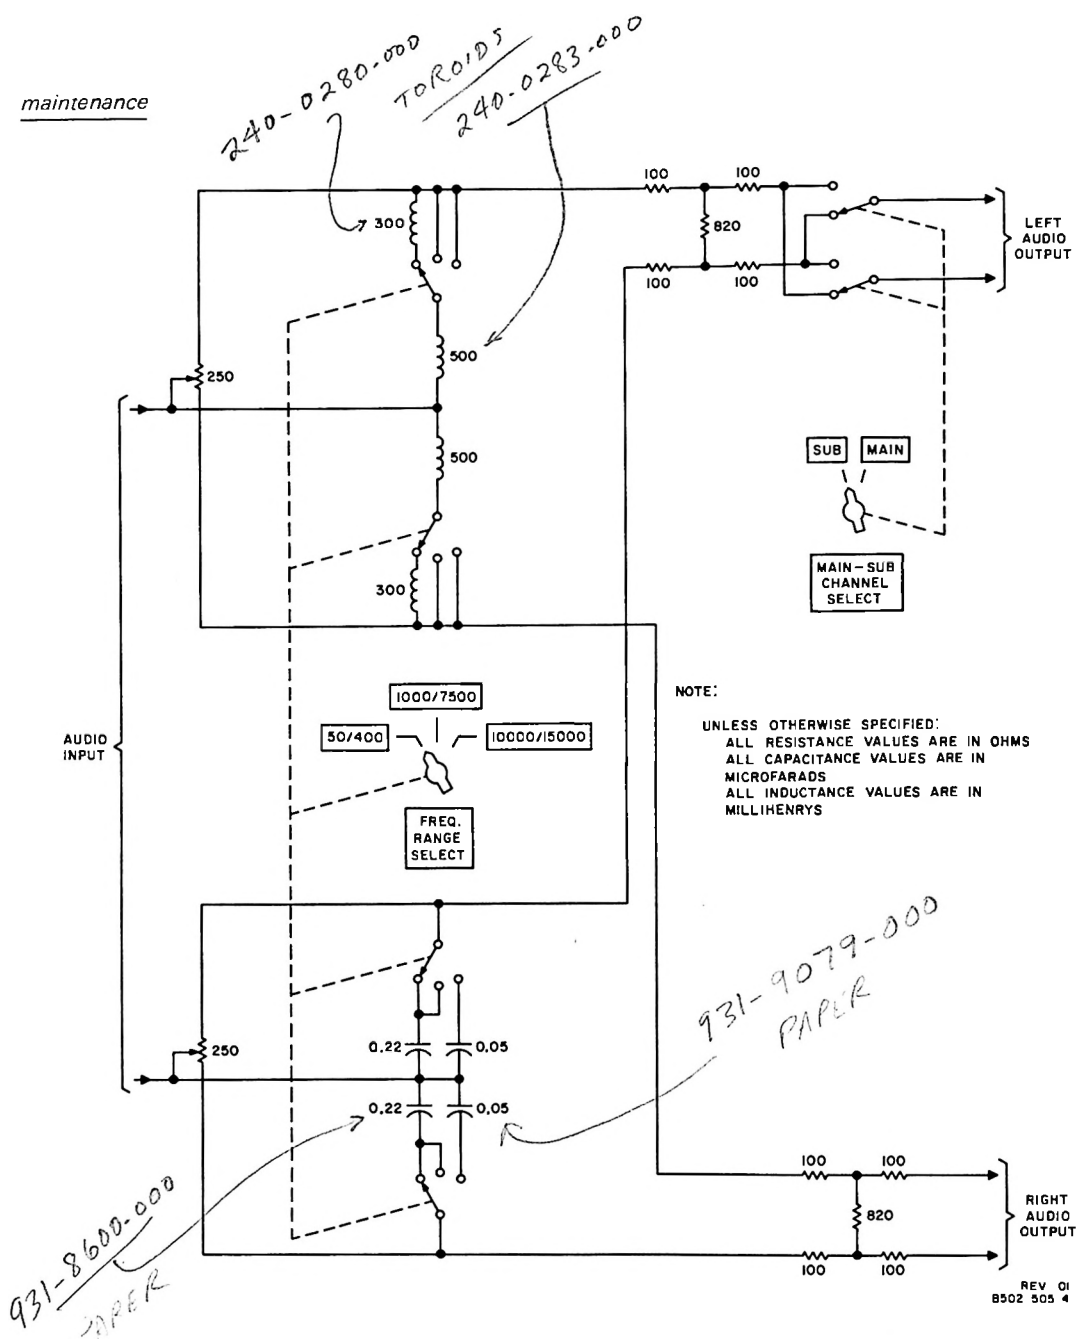 maintenance
240-0280-000
TOROIDS
240-0283-000
100
100
300
820
LEFT
AUDIO
OUTPUT
100
100
500
250
500
SUB
MAIN
MAIN-SUB
CHANNEL
SELECT
300
1000/7500
50/400
10000/15000
NOTE:
UNLESS OTHERWISE SPECIFIED:
ALL RESISTANCE VALUES ARE IN OHMS
ALL CAPACITANCE VALUES ARE IN
MICROFARADS
ALL INDUCTANCE VALUES ARE IN
MILLIHENRYS
AUDIO
INPUT
FREQ.
RANGE
SELECT
931-9079-000
PAPER
250
0.22
0.05
0.22
0.05
931-8600-000
PAPER
100
100
820
RIGHT
AUDIO
OUTPUT
100
100
REV 01
8502 505 4